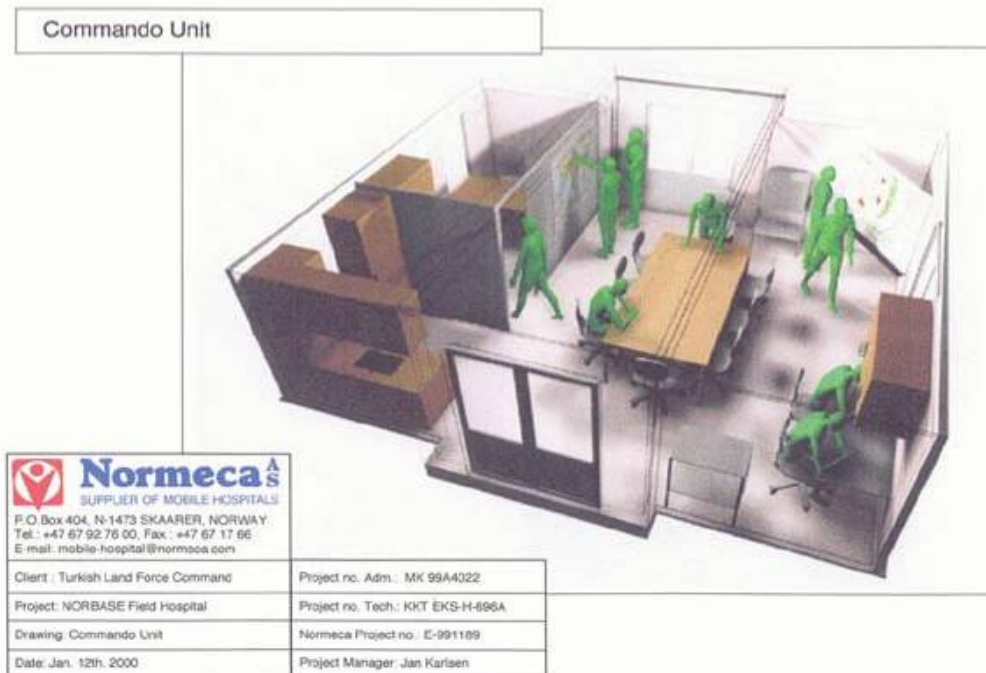 Commando Unit
Normeca AS
SUPPLIER OF MOBILE HOSPITALS
P.O.Box 404, N-1473 SKAARER, NORWAY
Tel.: +47 67 92 76 00, Fax.: +47 67 17 66
E-mail: mobile-hospital@normeca.com
Client : Turkish Land Force Command
Project no. Adm.: MK 99A4022
Project: NORBASE Field Hospital
Project no. Tech.: KKT EKS-H-696A
Drawing: Commando Unit
Normeca Project no.: E-991189
Date: Jan. 12th. 2000
Project Manager: Jan Karlsen